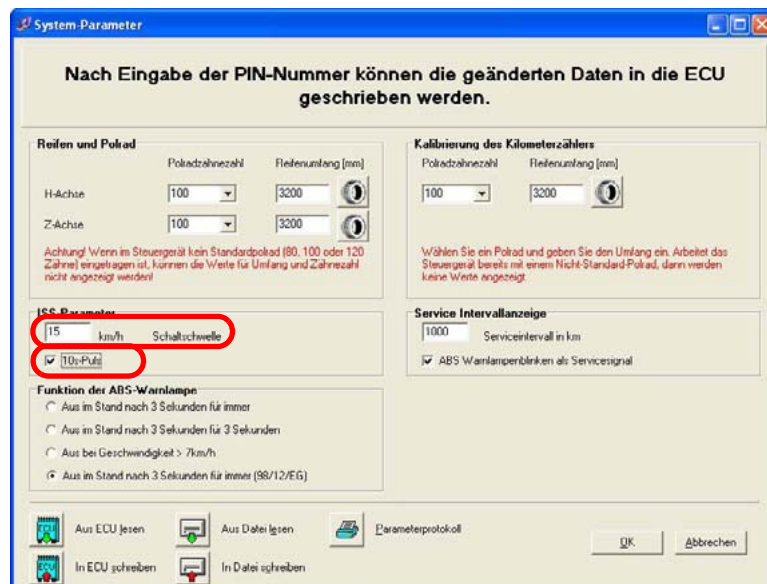 System-Parameter
Nach Eingabe der PIN-Nummer können die geänderten Daten in die ECU
geschrieben werden.
Reifen und Polrad
Polradzahnezahl Reifenumfang [mm]
H-Achse 100 3200
Z-Achse 100 3200
Achtung! Wenn im Steuergerät kein Standardpolrad (80, 100 oder 120
Zähne) eingetragen ist, können die Werte für Umfang und Zähnezahl
nicht angezeigt werden!
Kalibrierung des Kilometerzählers
Polradzahnezahl Reifenumfang [mm]
100 3200
Wählen Sie ein Polrad und geben Sie den Umfang ein. Arbeitet das
Steuergerät bereits mit einem Nicht-Standard-Polrad, dann werden
keine Werte angezeigt.
ISS-Parameter
15 km/h Schaltschwelle
10s-Puls
Service Intervallanzeige
1000 Serviceintervall in km
ABS Warnlampenblinken als Servicesignal
Funktion der ABS-Warnlampe
Aus im Stand nach 3 Sekunden für immer
Aus im Stand nach 3 Sekunden für 3 Sekunden
Aus bei Geschwindigkeit > 7km/h
Aus im Stand nach 3 Sekunden für immer (98/12/EG)
ECU Aus ECU lesen Aus Datei lesen Parameterprotokoll
OK Abbrechen
ECU In ECU schreiben In Datei schreiben